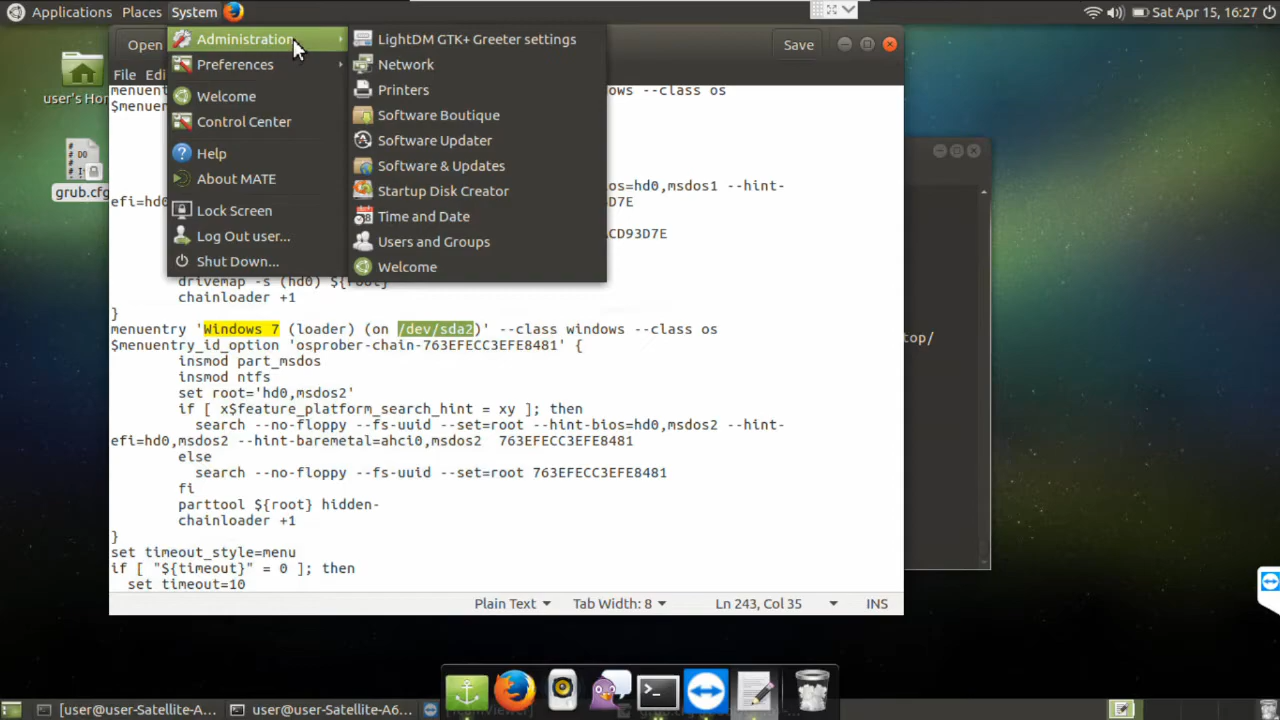 Applications Places System
Sat Apr 15, 16:27
Open
Save
File Edi
Administration
Preferences
Welcome
Control Center
Help
About MATE
Lock Screen
Log Out user...
Shut Down...
LightDM GTK+ Greeter settings
Network
Printers
Software Boutique
Software Updater
Software & Updates
Startup Disk Creator
Time and Date
Users and Groups
Welcome
user's Hom
grub.cfg
ows --class os
$menuen
os=hd0,msdos1 --hint-
efi=hd0
D7E
CD93D7E
drivemap -s (hd0) ${root}
chainloader +1
}
menuentry 'Windows 7 (loader) (on /dev/sda2)' --class windows --class os
$menuentry_id_option 'osprober-chain-763EFECC3EFE8481' {
insmod part_msdos
insmod ntfs
set root='hd0,msdos2'
if [ x$feature_platform_search_hint = xy ]; then
search --no-floppy --fs-uuid --set=root --hint-bios=hd0,msdos2 --hint-
efi=hd0,msdos2 --hint-baremetal=ahci0,msdos2 763EFECC3EFE8481
else
search --no-floppy --fs-uuid --set=root 763EFECC3EFE8481
fi
parttool ${root} hidden-
chainloader +1
}
set timeout_style=menu
if [ "${timeout}" = 0 ]; then
set timeout=10
top/
Plain Text Tab Width: 8 Ln 243, Col 35 INS
[user@user-Satellite-A... user@user-Satellite-A6...